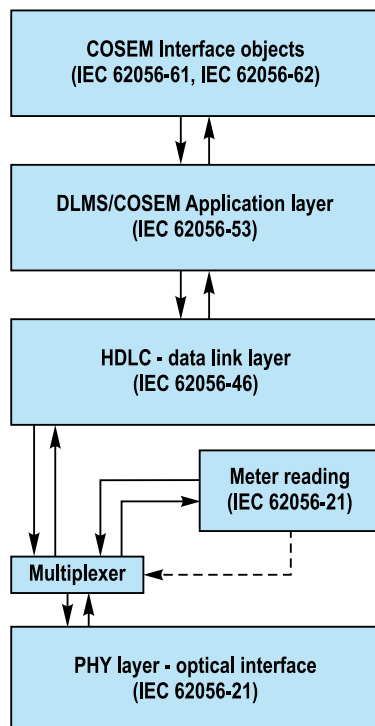 COSEM Interface objects
(IEC 62056-61, IEC 62056-62)
DLMS/COSEM Application layer
(IEC 62056-53)
HDLC - data link layer
(IEC 62056-46)
Meter reading
(IEC 62056-21)
Multiplexer
PHY layer - optical interface
(IEC 62056-21)